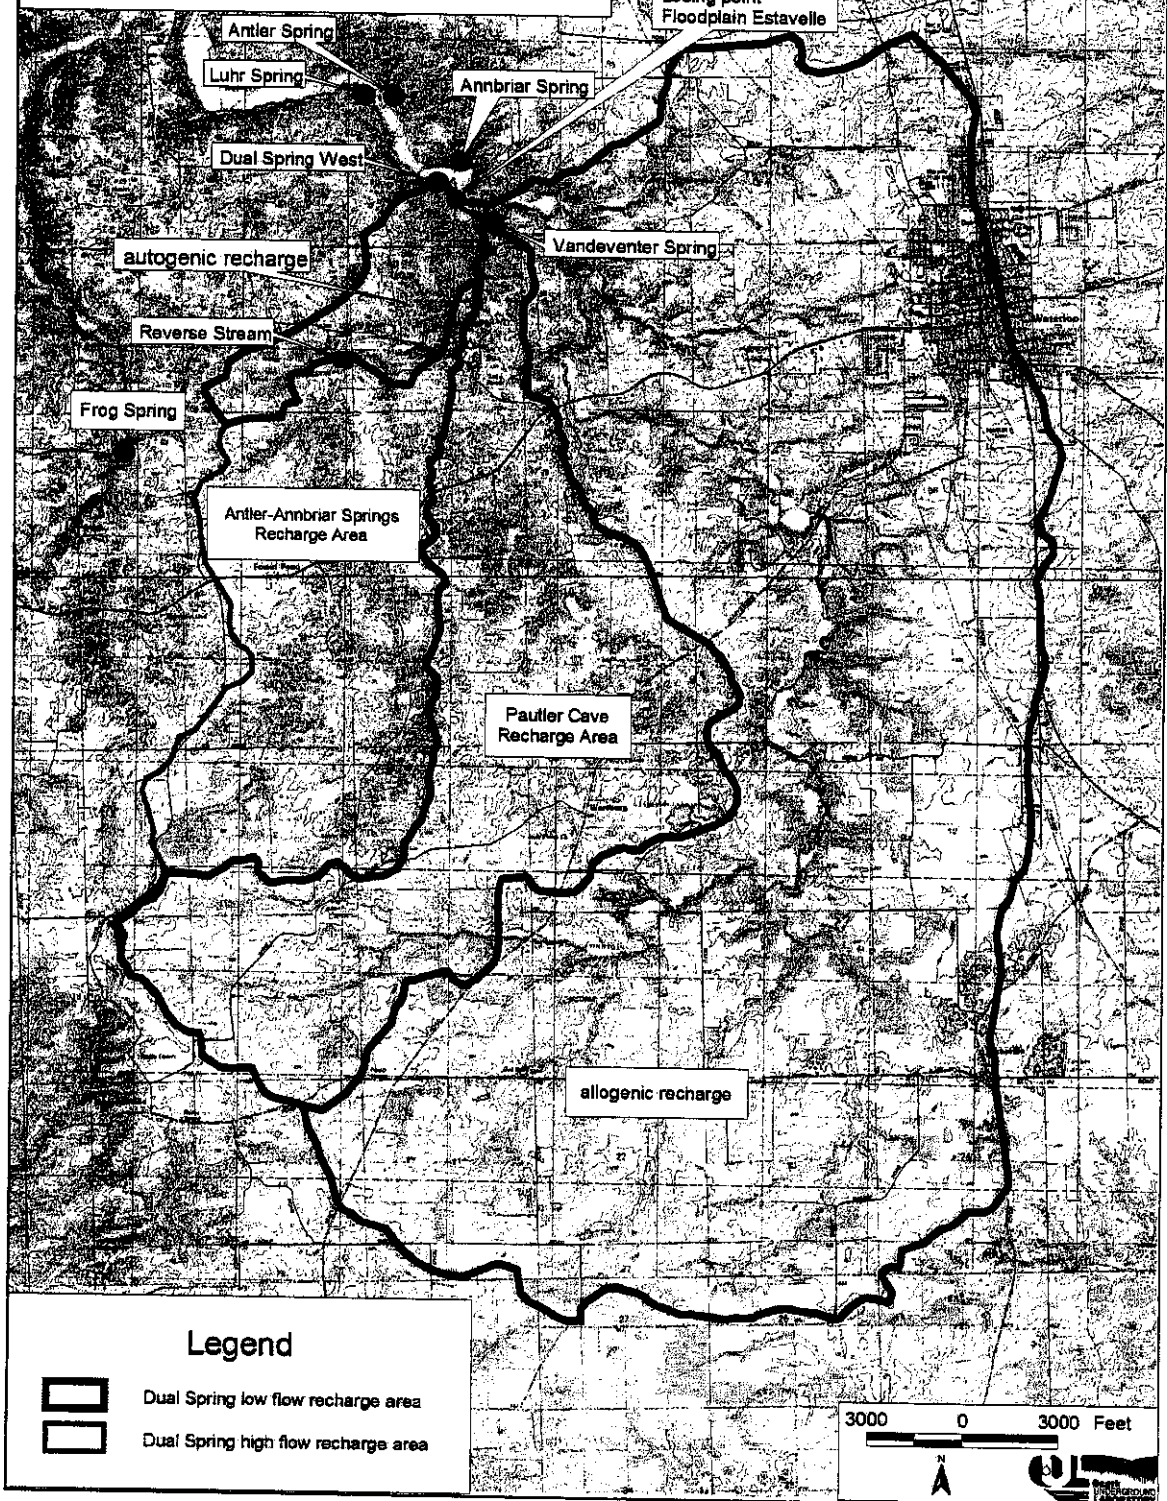 Floodplain Estavelle
Antler Spring
Luhr Spring
Annbriar Spring
Dual Spring West
Vandeventer Spring
autogenic recharge
Reverse Stream
Waterloo
Frog Spring
Antler-Annbriar Springs
Recharge Area
Pautler Cave
Recharge Area
allogenic recharge
Legend
Dual Spring low flow recharge area
Dual Spring high flow recharge area
3000 0 3000 Feet
N
UNDERGROUND